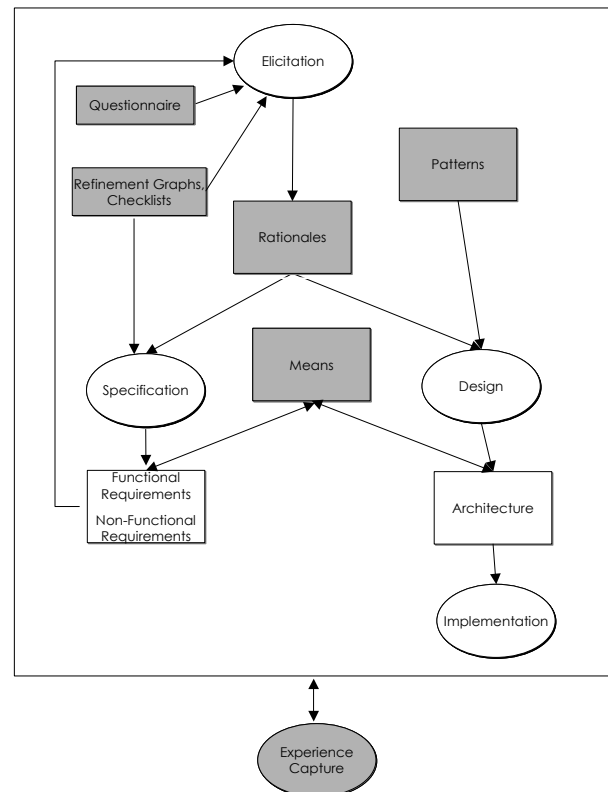 Elicitation
Questionnaire
Patterns
Refinement Graphs,
Checklists
Rationales
Means
Specification
Design
Functional
Requirements
Non-Functional
Requirements
Architecture
Implementation
Experience
Capture